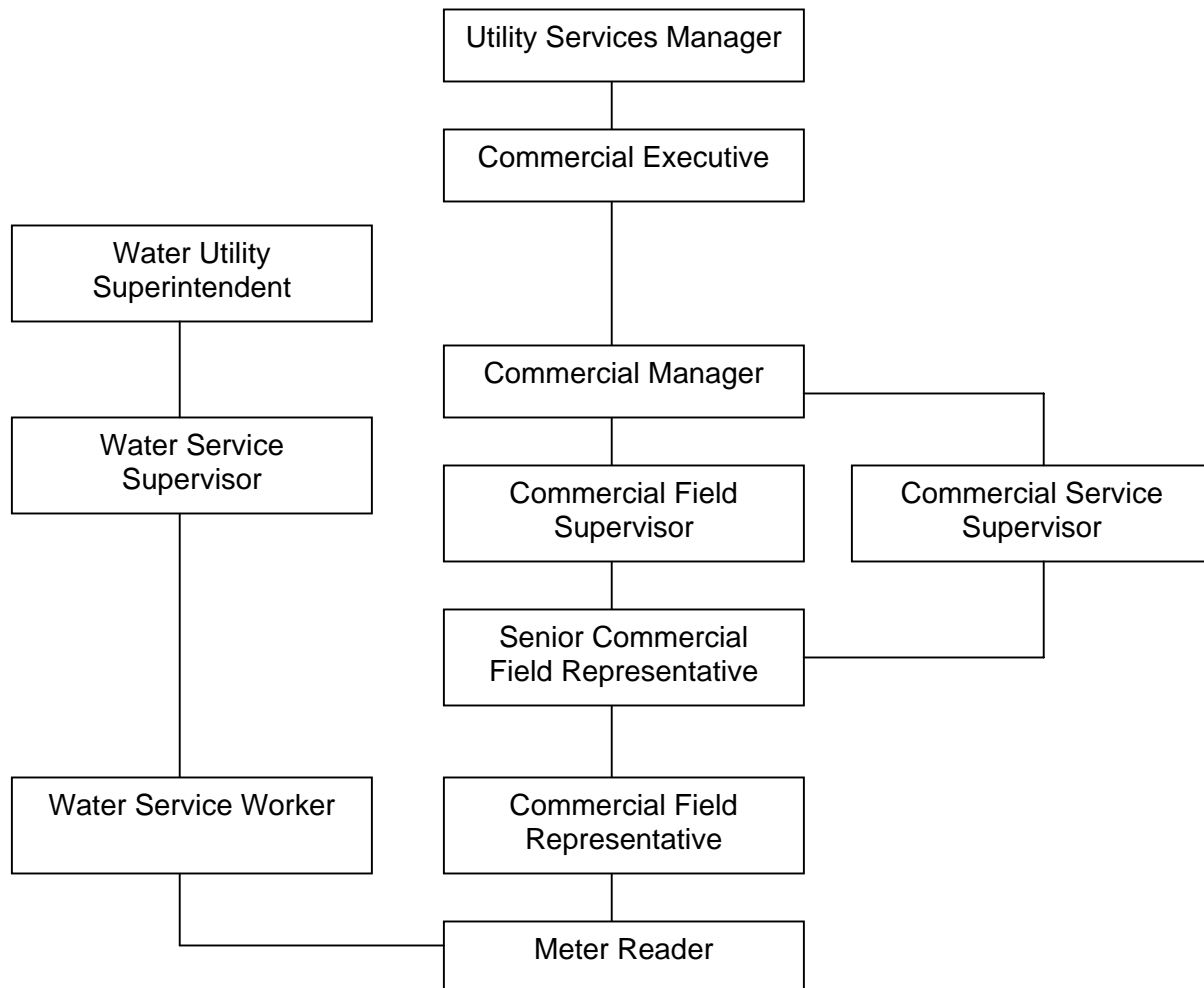 Utility Services Manager
Commercial Executive
Water Utility
Superintendent
Commercial Manager
Water Service
Supervisor
Commercial Field
Supervisor
Commercial Service
Supervisor
Senior Commercial
Field Representative
Water Service Worker
Commercial Field
Representative
Meter Reader